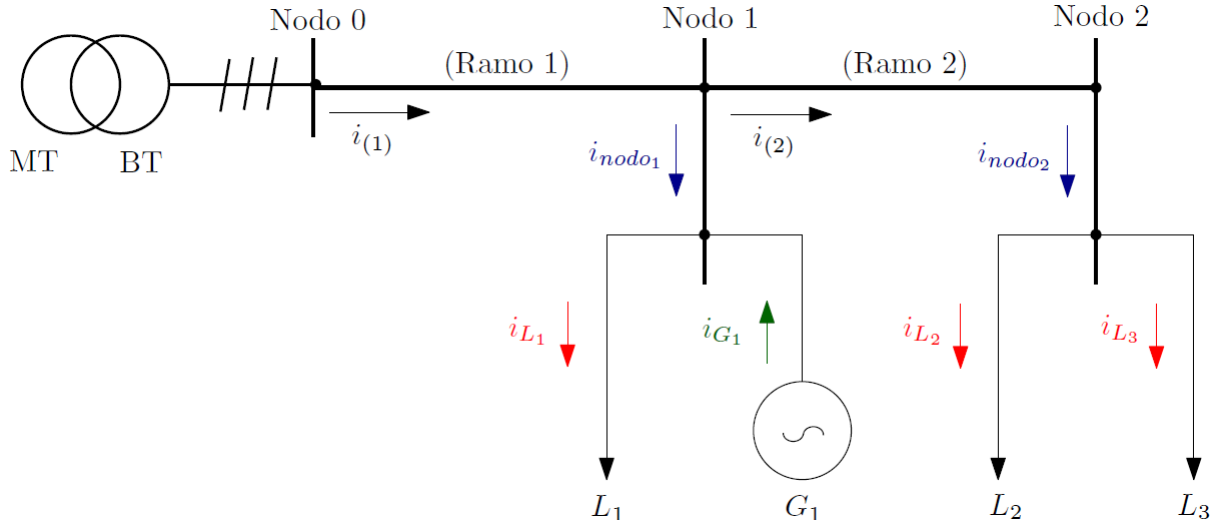 Nodo 0
Nodo 1
Nodo 2
(Ramo 1)
(Ramo 2)
i(1)
i(2)
MT
BT
inodo1
inodo2
iL1
iG1
iL2
iL3
L1
G1
L2
L3